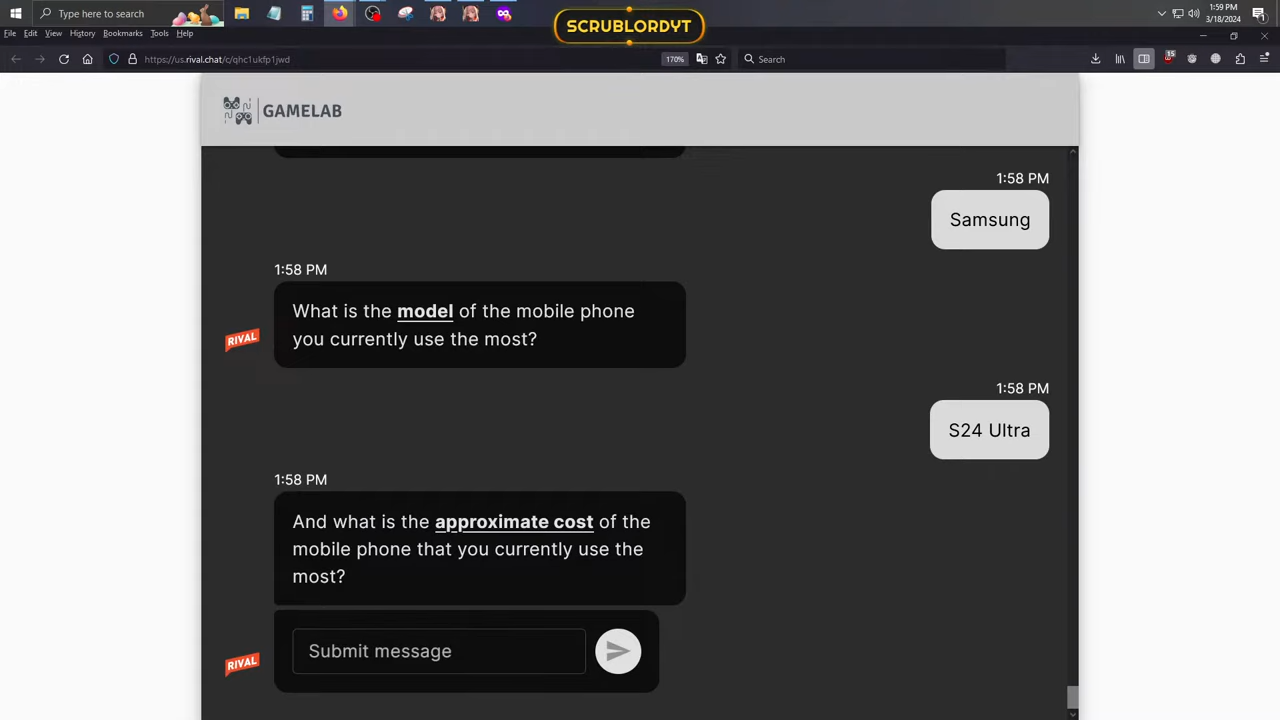 Type here to search
1:59 PM
3/18/2024
1
SCRUBLORDYT
File Edit View History Bookmarks Tools Help
https://us.rival.chat/c/qhc1ukfp1jwd
170%
Search
15
GAMELAB
1:58 PM
Samsung
1:58 PM
What is the model of the mobile phone
you currently use the most?
RIVAL
1:58 PM
S24 Ultra
1:58 PM
And what is the approximate cost of the
mobile phone that you currently use the
most?
Submit message
RIVAL